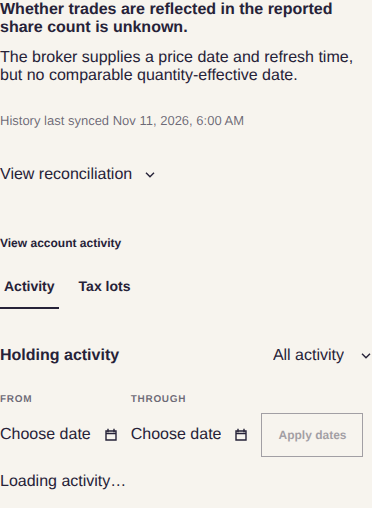 Whether trades are reflected in the reported
share count is unknown.
The broker supplies a price date and refresh time,
but no comparable quantity-effective date.
History last synced Nov 11, 2026, 6:00 AM
View reconciliation
View account activity
Activity Tax lots
Holding activity All activity
FROM THROUGH
Choose date Choose date Apply dates
Loading activity…